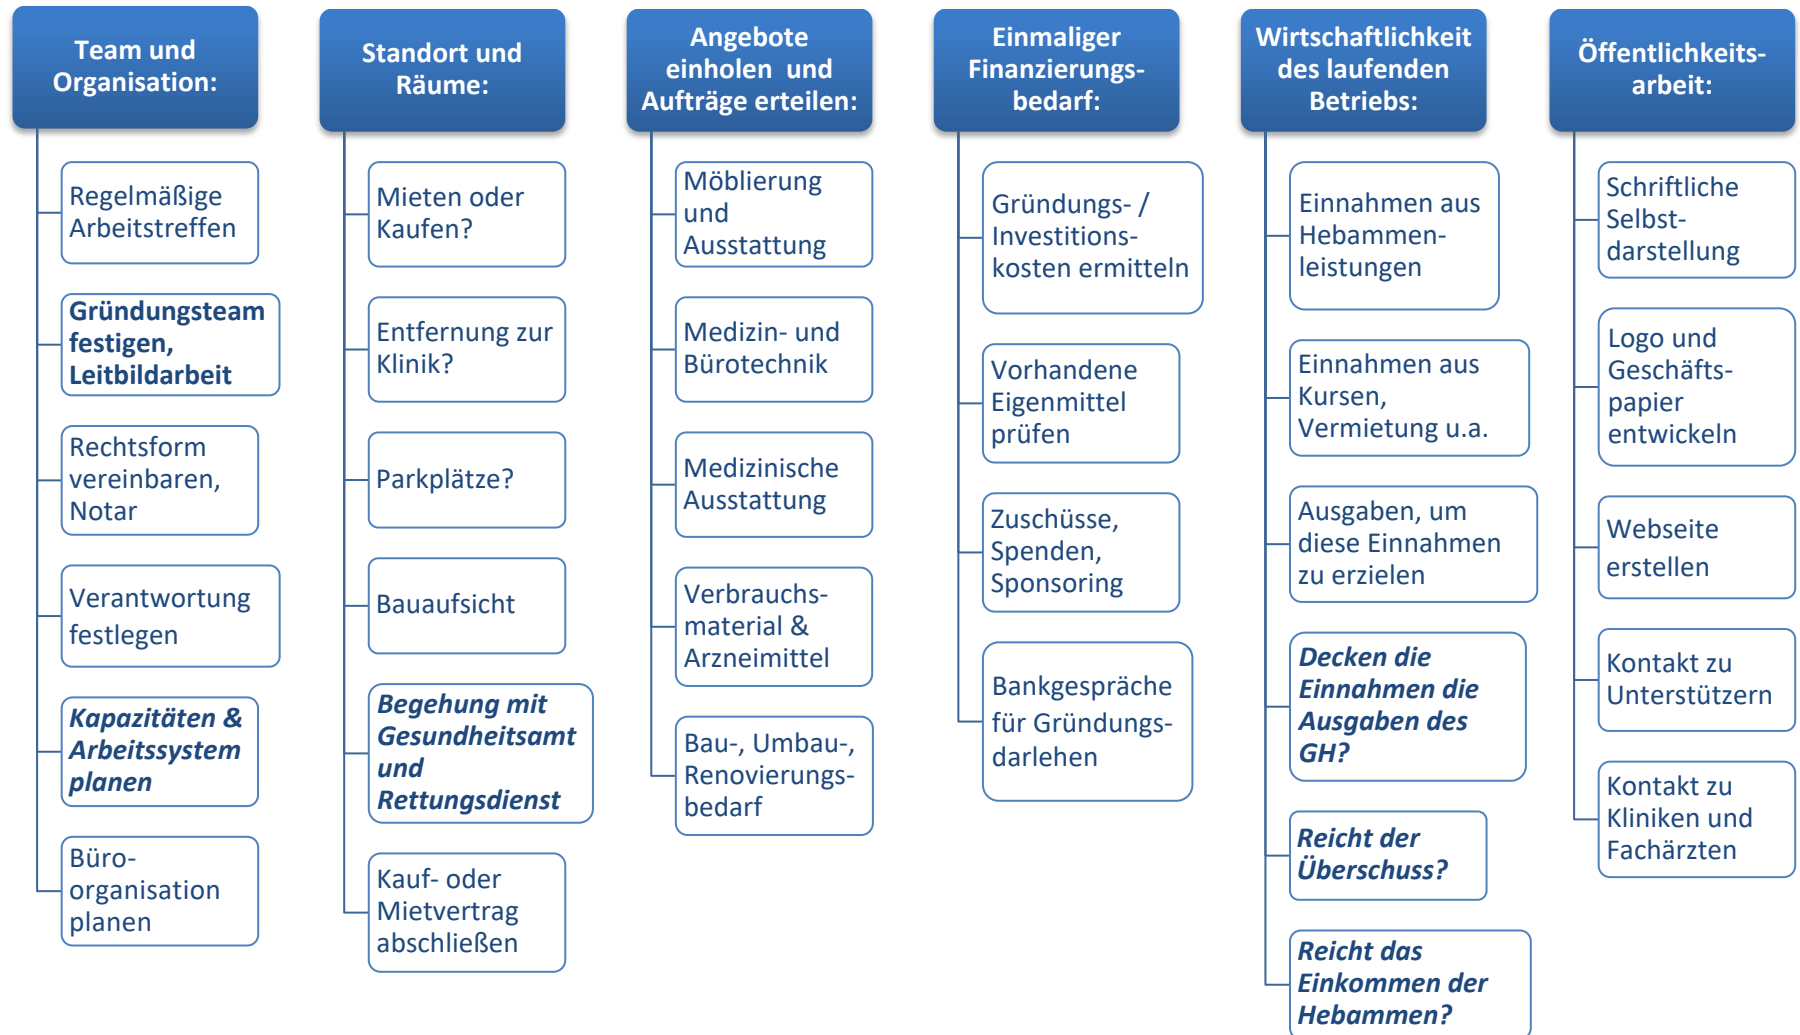 Team und
Organisation:
Regelmäßige
Arbeitstreffen
Gründungsteam
festigen,
Leitbildarbeit
Rechtsform
vereinbaren,
Notar
Verantwortung
festlegen
Kapazitäten &
Arbeitssystem
planen
Büro-
organisation
planen
Standort und
Räume:
Mieten oder
Kaufen?
Entfernung zur
Klinik?
Parkplätze?
Bauaufsicht
Begehung mit
Gesundheitsamt
und
Rettungsdienst
Kauf- oder
Mietvertrag
abschließen
Angebote
einholen und
Aufträge erteilen:
Möblierung
und
Ausstattung
Medizin- und
Bürotechnik
Medizinische
Ausstattung
Verbrauchs-
material &
Arzneimittel
Bau-, Umbau-,
Renovierungs-
bedarf
Einmaliger
Finanzierungs-
bedarf:
Gründungs- /
Investitions-
kosten ermitteln
Vorhandene
Eigenmittel
prüfen
Zuschüsse,
Spenden,
Sponsoring
Bankgespräche
für Gründungs-
darlehen
Wirtschaftlichkeit
des laufenden
Betriebs:
Einnahmen aus
Hebammen-
leistungen
Einnahmen aus
Kursen,
Vermietung u.a.
Ausgaben, um
diese Einnahmen
zu erzielen
Decken die
Einnahmen die
Ausgaben des
GH?
Reicht der
Überschuss?
Reicht das
Einkommen der
Hebammen?
Öffentlichkeits-
arbeit:
Schriftliche
Selbst-
darstellung
Logo und
Geschäfts-
papier
entwickeln
Webseite
erstellen
Kontakt zu
Unterstützern
Kontakt zu
Kliniken und
Fachärzten